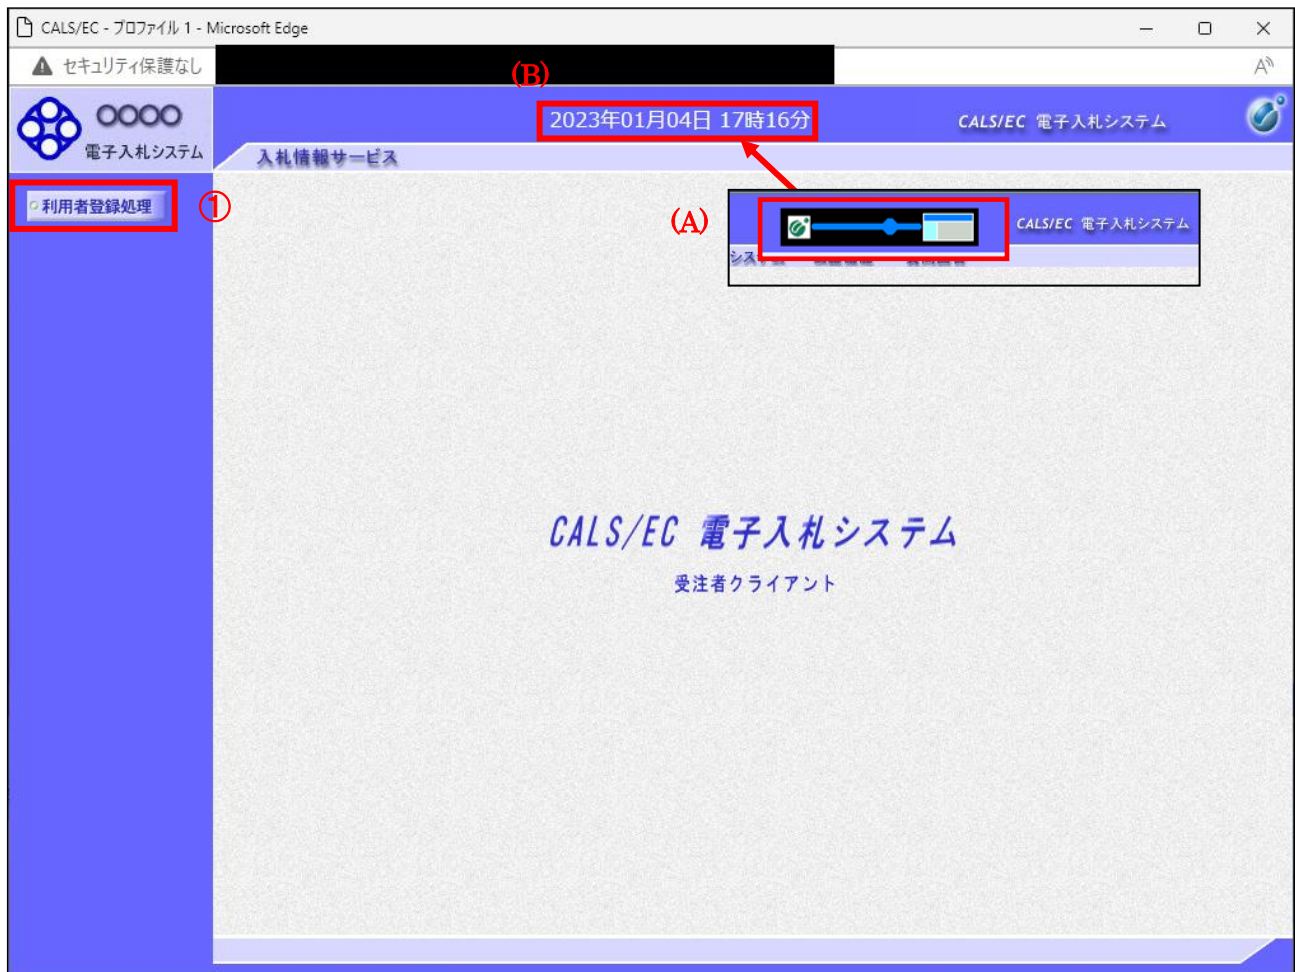 CALS/EC - プロファイル 1 - Microsoft Edge
セキュリティ保護なし
(B)
A
〇〇〇〇
電子入札システム
2023年01月04日 17時16分
CALS/EC 電子入札システム
入札情報サービス
利用者登録処理
①
(A)
CALS/EC 電子入札システム
CALS/EC 電子入札システム
受注者クライアント